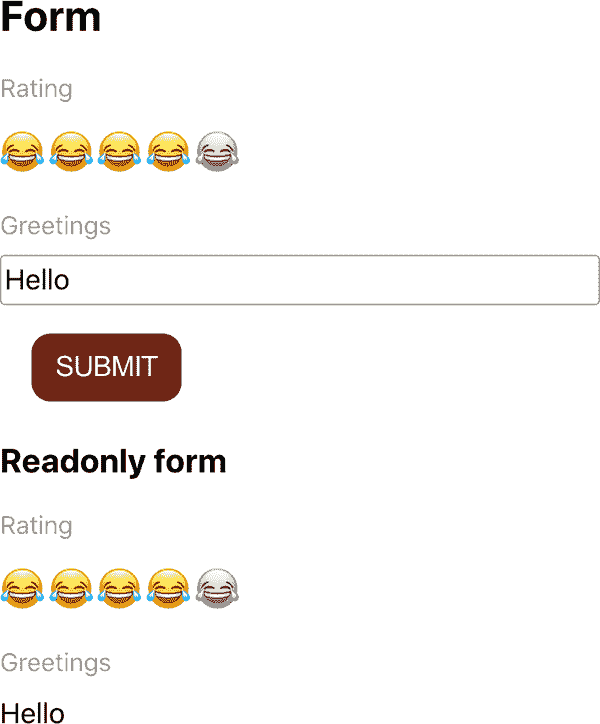 Form
Rating
Greetings
Hello
SUBMIT
Readonly form
Rating
Greetings
Hello